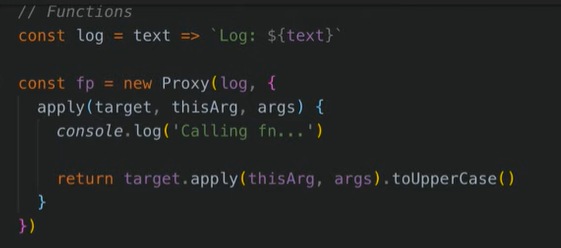 // Functions
const log = text => `Log: ${text}`
const fp = new Proxy(log, {
apply(target, thisArg, args) {
console.log('Calling fn...')
return target.apply(thisArg, args).toUpperCase()
}
})